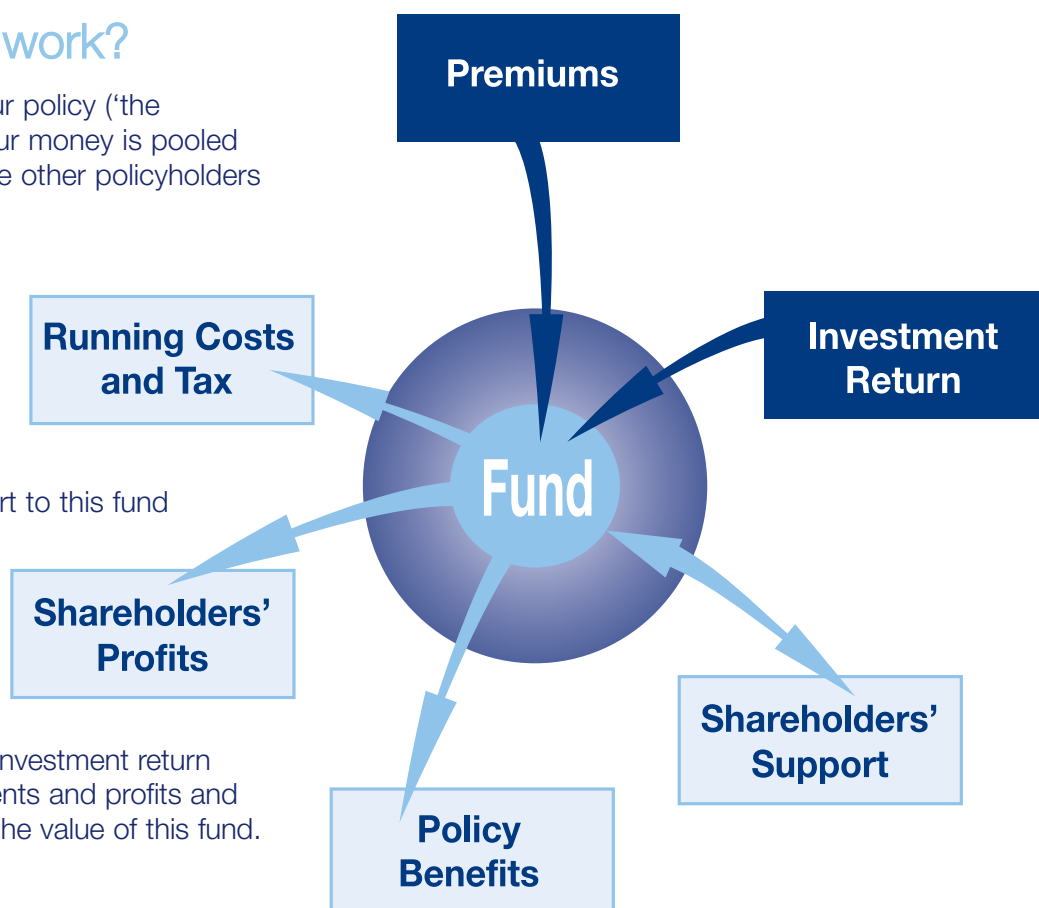 work?
ur policy (‘the
ur money is pooled
e other policyholders
rt to this fund
nvestment return
ents and profits and
he value of this fund.
Premiums
Running Costs
and Tax
Investment
Return
Fund
Shareholders’
Profits
Shareholders’
Support
Policy
Benefits